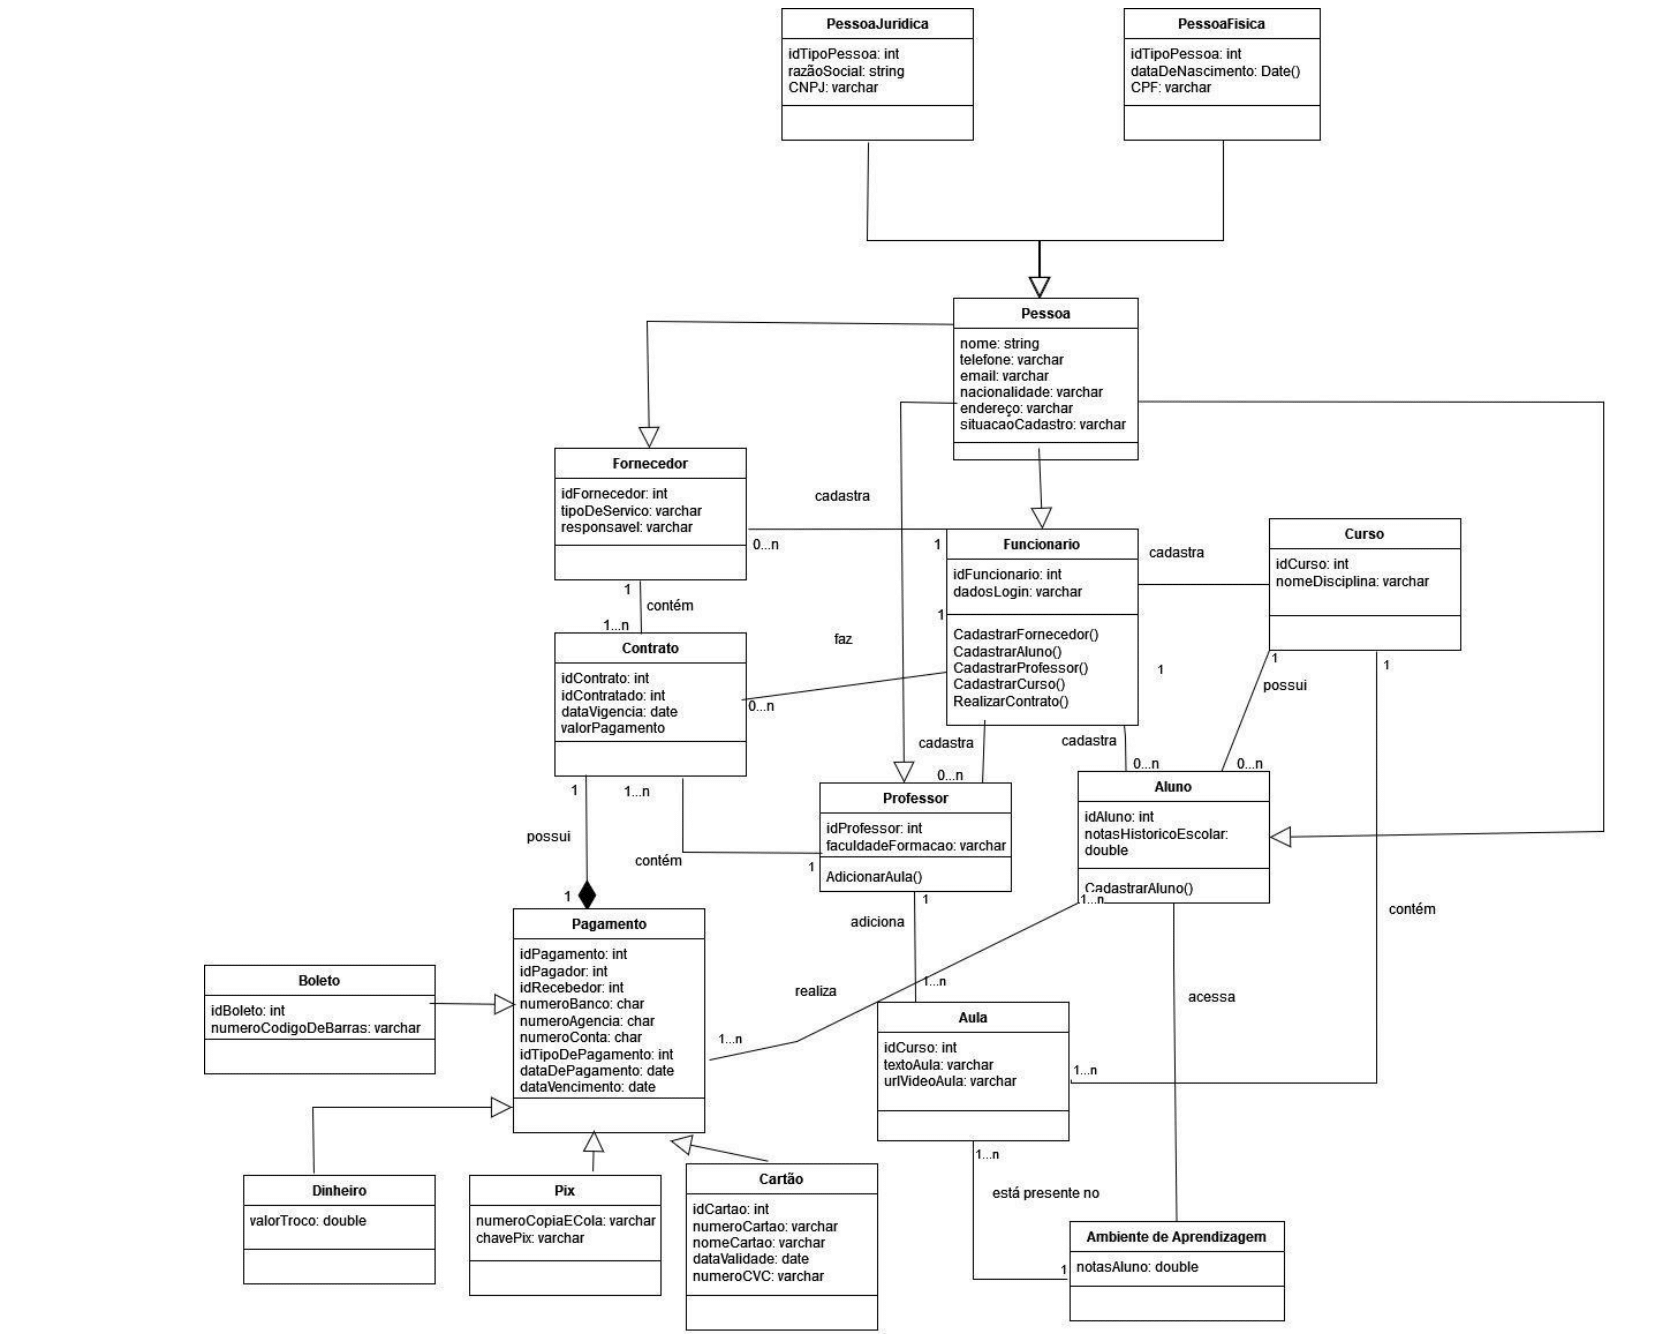 PessoaJuridica
idTipoPessoa: int
razãoSocial: string
CNPJ: varchar
PessoaFisica
idTipoPessoa: int
dataDeNascimento: Date()
CPF: varchar
Pessoa
nome: string
telefone: varchar
email: varchar
nacionalidade: varchar
endereço: varchar
situacaoCadastro: varchar
Fornecedor
idFornecedor: int
tipoDeServico: varchar
responsavel: varchar
cadastra
0...n
1
Funcionario
idFuncionario: int
dadosLogin: varchar
1
CadastrarFornecedor()
CadastrarAluno()
CadastrarProfessor()
CadastrarCurso()
RealizarContrato()
cadastra
1
Curso
idCurso: int
nomeDisciplina: varchar
1
1
possui
1
contém
1...n
Contrato
idContrato: int
idContratado: int
dataVigencia: date
valorPagamento
faz
0...n
cadastra
0...n
cadastra
0...n
0...n
1
1...n
possui
contém
1
1
Professor
idProfessor: int
faculdadeFormacao: varchar
AdicionarAula()
1
adiciona
1...n
Aluno
idAluno: int
notasHistoricoEscolar:
double
CadastrarAluno()
1...n
contém
acessa
realiza
1...n
Pagamento
idPagamento: int
idPagador: int
idRecebedor: int
numeroBanco: char
numeroAgencia: char
numeroConta: char
idTipoDePagamento: int
dataDePagamento: date
dataVencimento: date
Boleto
idBoleto: int
numeroCodigoDeBarras: varchar
Aula
idCurso: int
textoAula: varchar
urlVideoAula: varchar
1...n
1...n
está presente no
1
Dinheiro
valorTroco: double
Pix
numeroCopiaECola: varchar
chavePix: varchar
Cartão
idCartao: int
numeroCartao: varchar
nomeCartao: varchar
dataValidade: date
numeroCVC: varchar
Ambiente de Aprendizagem
notasAluno: double